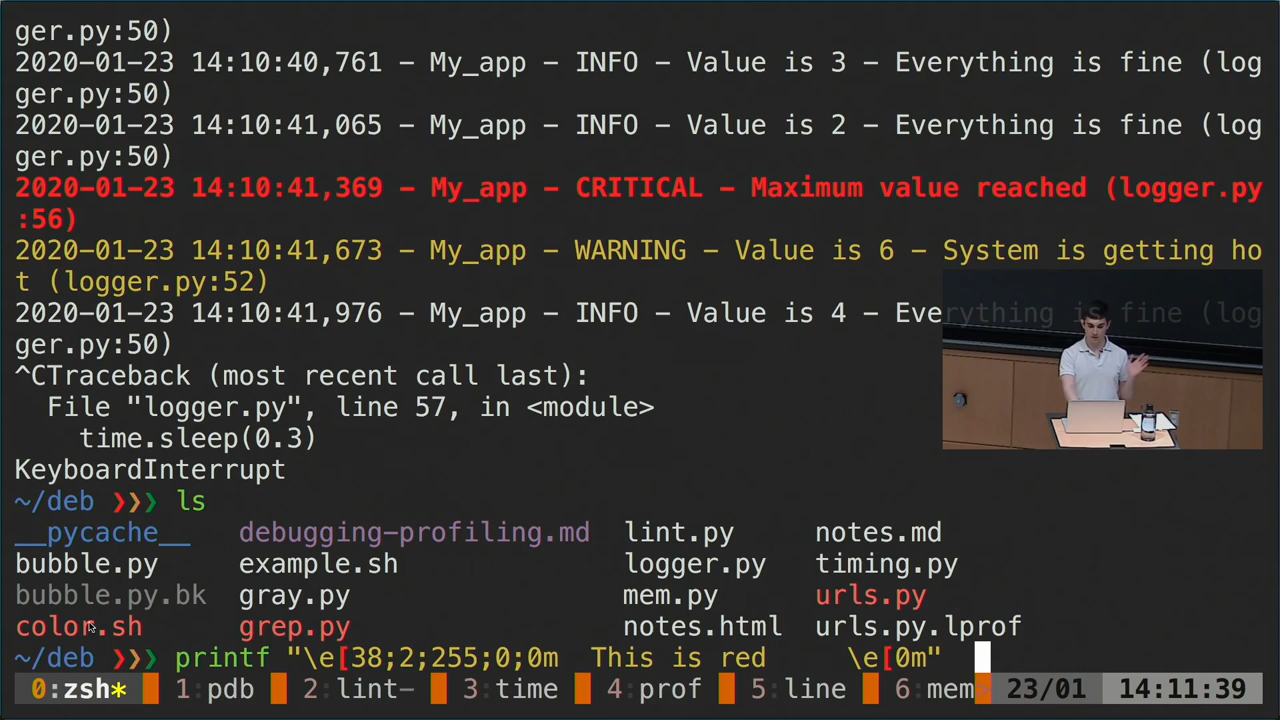 ger.py:50)
2020-01-23 14:10:40,761 - My_app - INFO - Value is 3 - Everything is fine (log
ger.py:50)
2020-01-23 14:10:41,065 - My_app - INFO - Value is 2 - Everything is fine (log
ger.py:50)
2020-01-23 14:10:41,369 - My_app - CRITICAL - Maximum value reached (logger.py
:56)
2020-01-23 14:10:41,673 - My_app - WARNING - Value is 6 - System is getting ho
t (logger.py:52)
2020-01-23 14:10:41,976 - My_app - INFO - Value is 4 - Everything is fine (log
ger.py:50)
^CTraceback (most recent call last):
  File "logger.py", line 57, in <module>
    time.sleep(0.3)
KeyboardInterrupt
~/deb ❯❯❯ ls
__pycache__   debugging-profiling.md  lint.py     notes.md
bubble.py     example.sh              logger.py   timing.py
bubble.py.bk  gray.py                 mem.py      urls.py
color.sh      grep.py                 notes.html  urls.py.lprof
~/deb ❯❯❯ printf "\e[38;2;255;0;0m  This is red     \e[0m"
0:zsh* 1:pdb 2:lint- 3:time 4:prof 5:line 6:mem 23/01 14:11:39